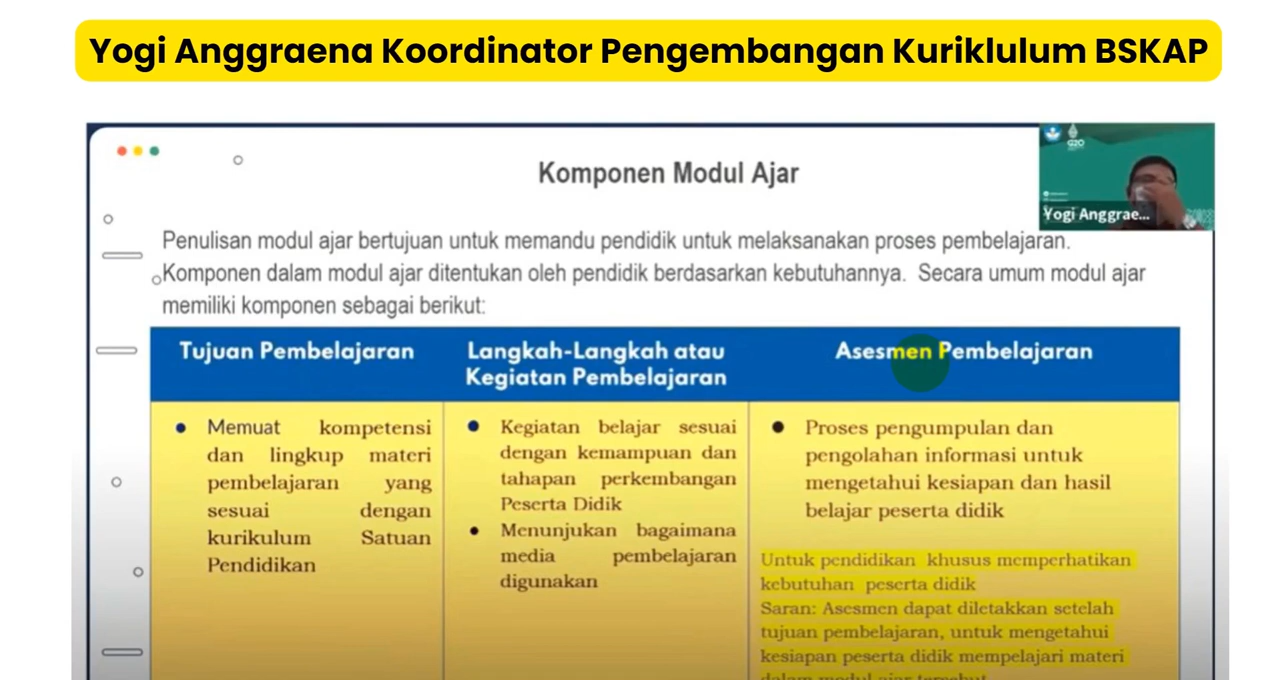 Yogi Anggraena Koordinator Pengembangan Kuriklulum BSKAP
Komponen Modul Ajar
G20
Yogi Anggrae...
Penulisan modul ajar bertujuan untuk memandu pendidik untuk melaksanakan proses pembelajaran.
Komponen dalam modul ajar ditentukan oleh pendidik berdasarkan kebutuhannya. Secara umum modul ajar
memiliki komponen sebagai berikut:
Tujuan Pembelajaran
Memuat kompetensi
dan lingkup materi
pembelajaran yang
sesuai dengan
kurikulum Satuan
Pendidikan
Langkah-Langkah atau
Kegiatan Pembelajaran
Kegiatan belajar sesuai
dengan kemampuan dan
tahapan perkembangan
Peserta Didik
Menunjukan bagaimana
media pembelajaran
digunakan
Asesmen Pembelajaran
Proses pengumpulan dan
pengolahan informasi untuk
mengetahui kesiapan dan hasil
belajar peserta didik
Untuk pendidikan khusus memperhatikan
kebutuhan peserta didik
Saran: Asesmen dapat diletakkan setelah
tujuan pembelajaran, untuk mengetahui
kesiapan peserta didik mempelajari materi
dalam modul ajar tersebut